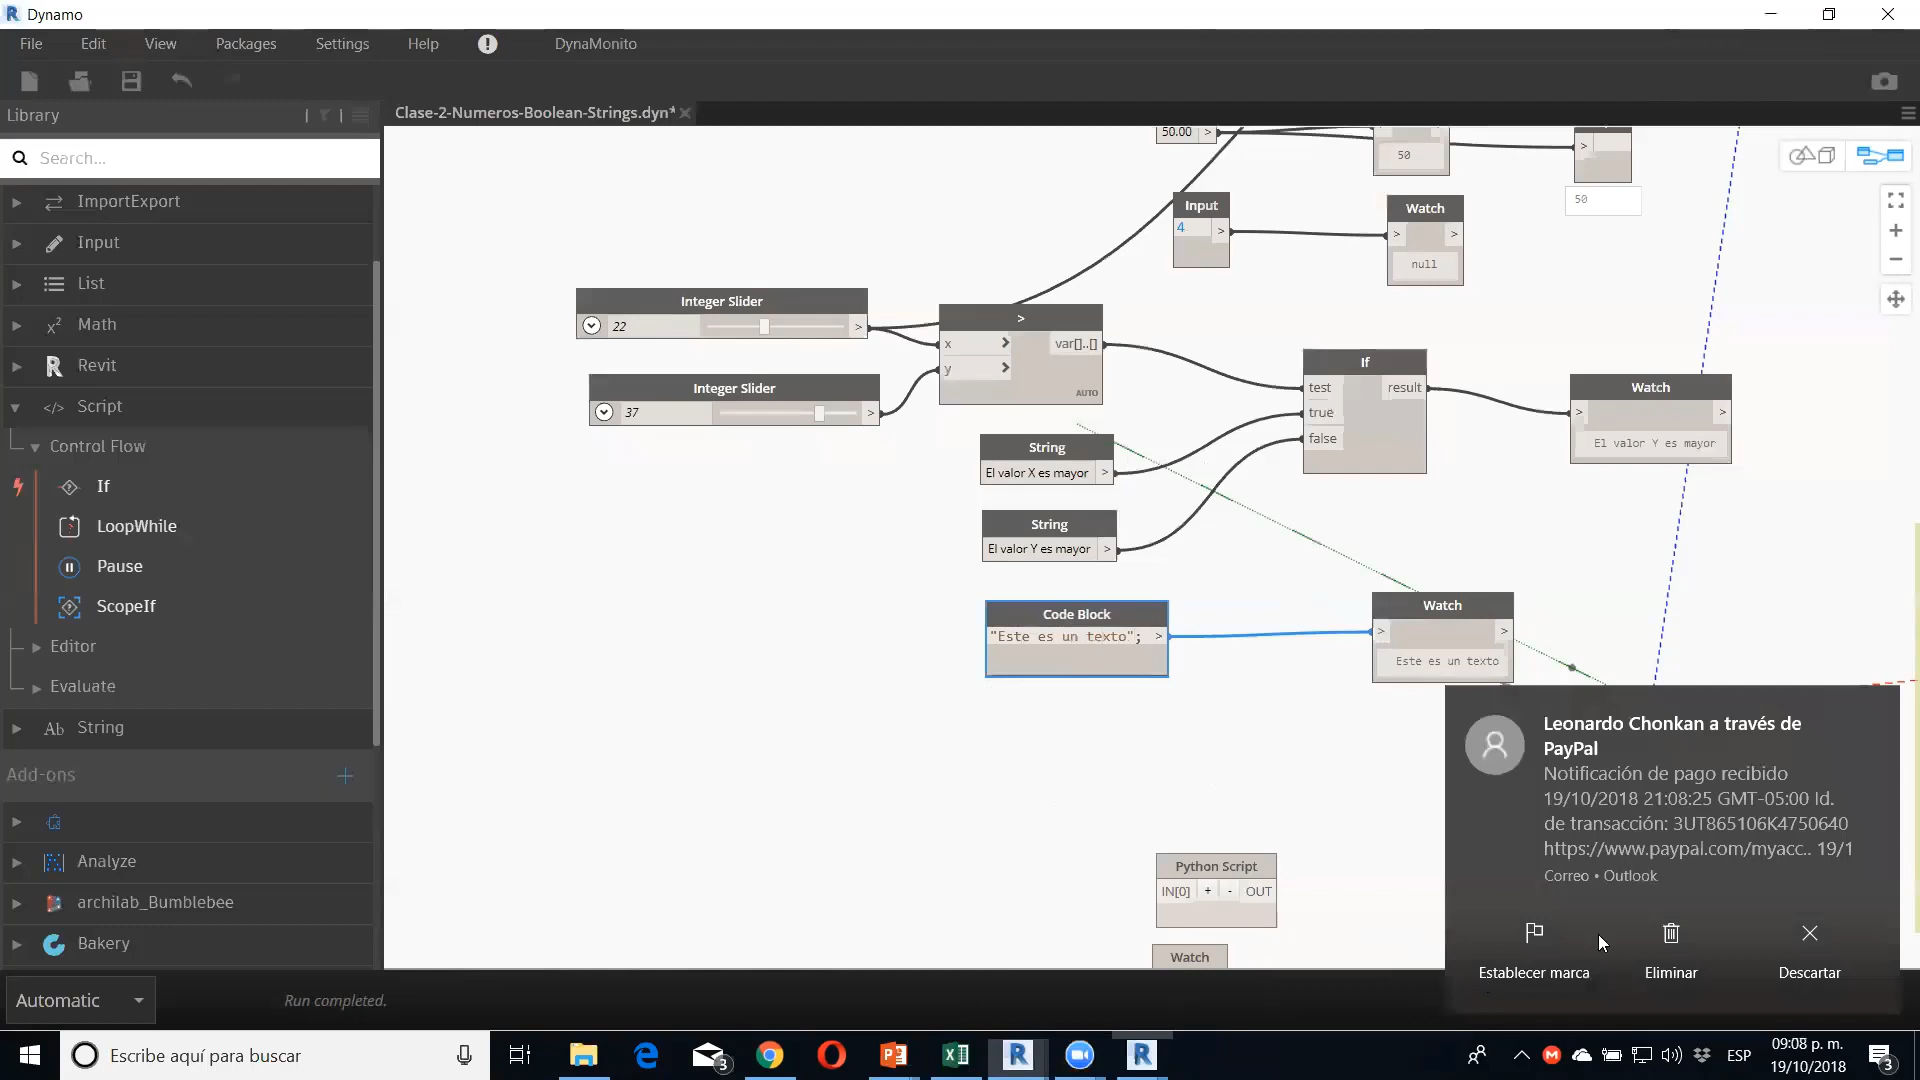 Dynamo
File Edit View Packages Settings Help DynaMonito
Library
Clase-2-Numeros-Boolean-Strings.dyn*
Search...
ImportExport
Input
List
Math
Revit
Script
Control Flow
If
LoopWhile
Pause
ScopeIf
Editor
Evaluate
String
Add-ons
Analyze
archilab_Bumblebee
Bakery
50.00 >
50
>
50
Input
4 >
Watch
> >
null
Integer Slider
22 >
Integer Slider
37 >
>
x var[]..[]
y
AUTO
If
test result
true
false
Watch
> >
El valor Y es mayor
String
El valor X es mayor >
String
El valor Y es mayor >
Code Block
"Este es un texto"; >
Watch
> >
Este es un texto
Python Script
IN[0] + - OUT
Watch
Leonardo Chonkan a través de
PayPal
Notificación de pago recibido
19/10/2018 21:08:25 GMT-05:00 Id.
de transacción: 3UT865106K4750640
https://www.paypal.com/myacc.. 19/1
Correo • Outlook
Establecer marca Eliminar Descartar
Automatic
Run completed.
Escribe aquí para buscar
3
ESP
09:08 p. m.
19/10/2018
3